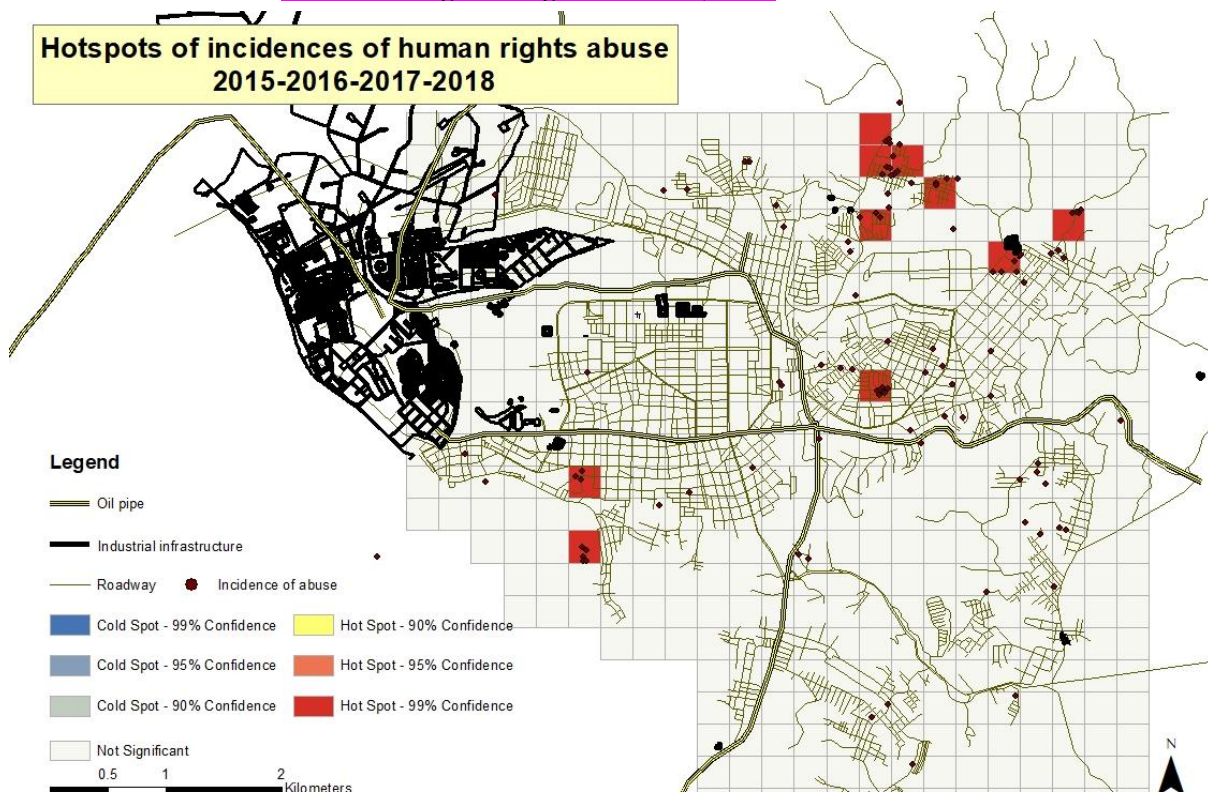 Hotspots of incidences of human rights abuse
2015-2016-2017-2018
Legend
Oil pipe
Industrial infrastructure
Roadway
Incidence of abuse
Cold Spot - 99% Confidence
Hot Spot - 90% Confidence
Cold Spot - 95% Confidence
Hot Spot - 95% Confidence
Cold Spot - 90% Confidence
Hot Spot - 99% Confidence
Not Significant
0.5 1 2
Kilometers
N